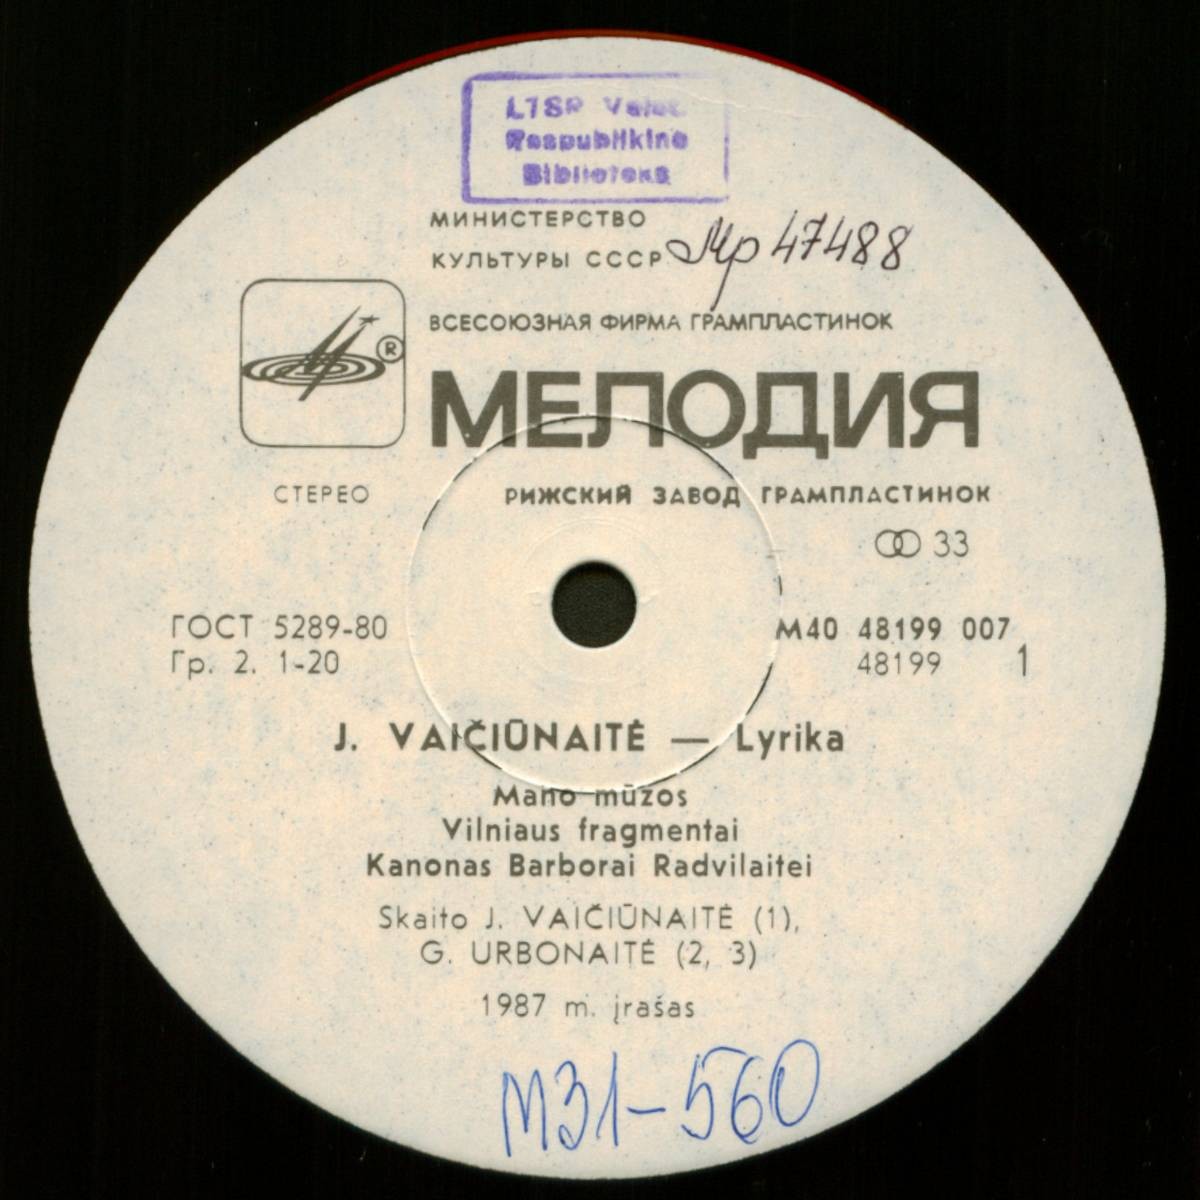 LTSR Valst.
Respublikinė
Biblioteka
МИНИСТЕРСТВО
КУЛЬТУРЫ СССР
Мр 47488
ВСЕСОЮЗНАЯ ФИРМА ГРАМПЛАСТИНОК
®
МЕЛОДИЯ
СТЕРЕО
РИЖСКИЙ ЗАВОД ГРАМПЛАСТИНОК
33
ГОСТ 5289-80
Гр. 2. 1-20
М40 48199 007
48199 1
J. VAIČIŪNAITĖ — Lyrika
Mano mūzos
Vilniaus fragmentai
Kanonas Barborai Radvilaitei
Skaito J. VAIČIŪNAITĖ (1),
G. URBONAITĖ (2, 3)
1987 m. įrašas
M31-560